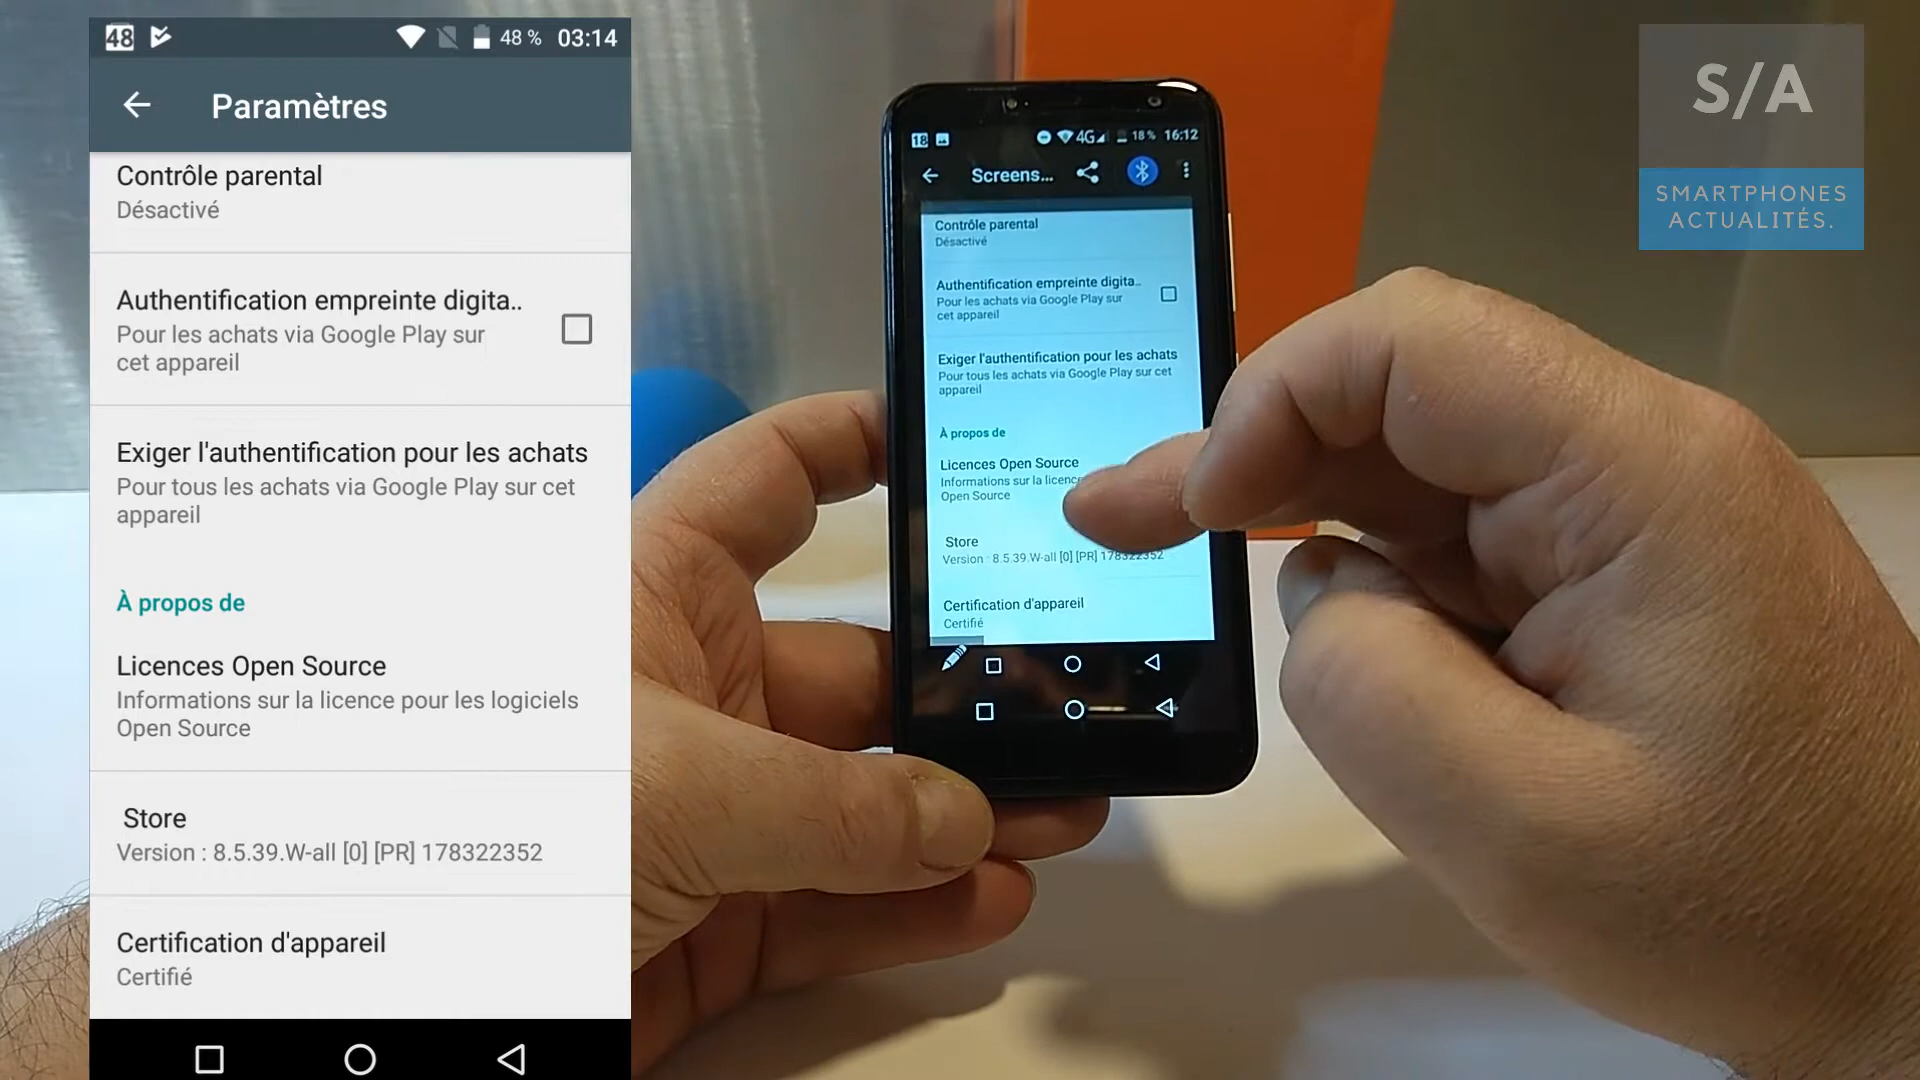 48
48 %
03:14
Paramètres
Contrôle parental
Désactivé
Authentification empreinte digita..
Pour les achats via Google Play sur
cet appareil
Exiger l'authentification pour les achats
Pour tous les achats via Google Play sur cet
appareil
À propos de
Licences Open Source
Informations sur la licence pour les logiciels
Open Source
Store
Version : 8.5.39.W-all [0] [PR] 178322352
Certification d'appareil
Certifié
18
4G
18 %
16:12
Screens...
Contrôle parental
Désactivé
Authentification empreinte digita..
Pour les achats via Google Play sur
cet appareil
Exiger l'authentification pour les achats
Pour tous les achats via Google Play sur cet
appareil
À propos de
Licences Open Source
Informations sur la licence
Open Source
Store
Version : 8.5.39.W-all [0] [PR] 178322352
Certification d'appareil
Certifié
S/A
SMARTPHONES
ACTUALITÉS.